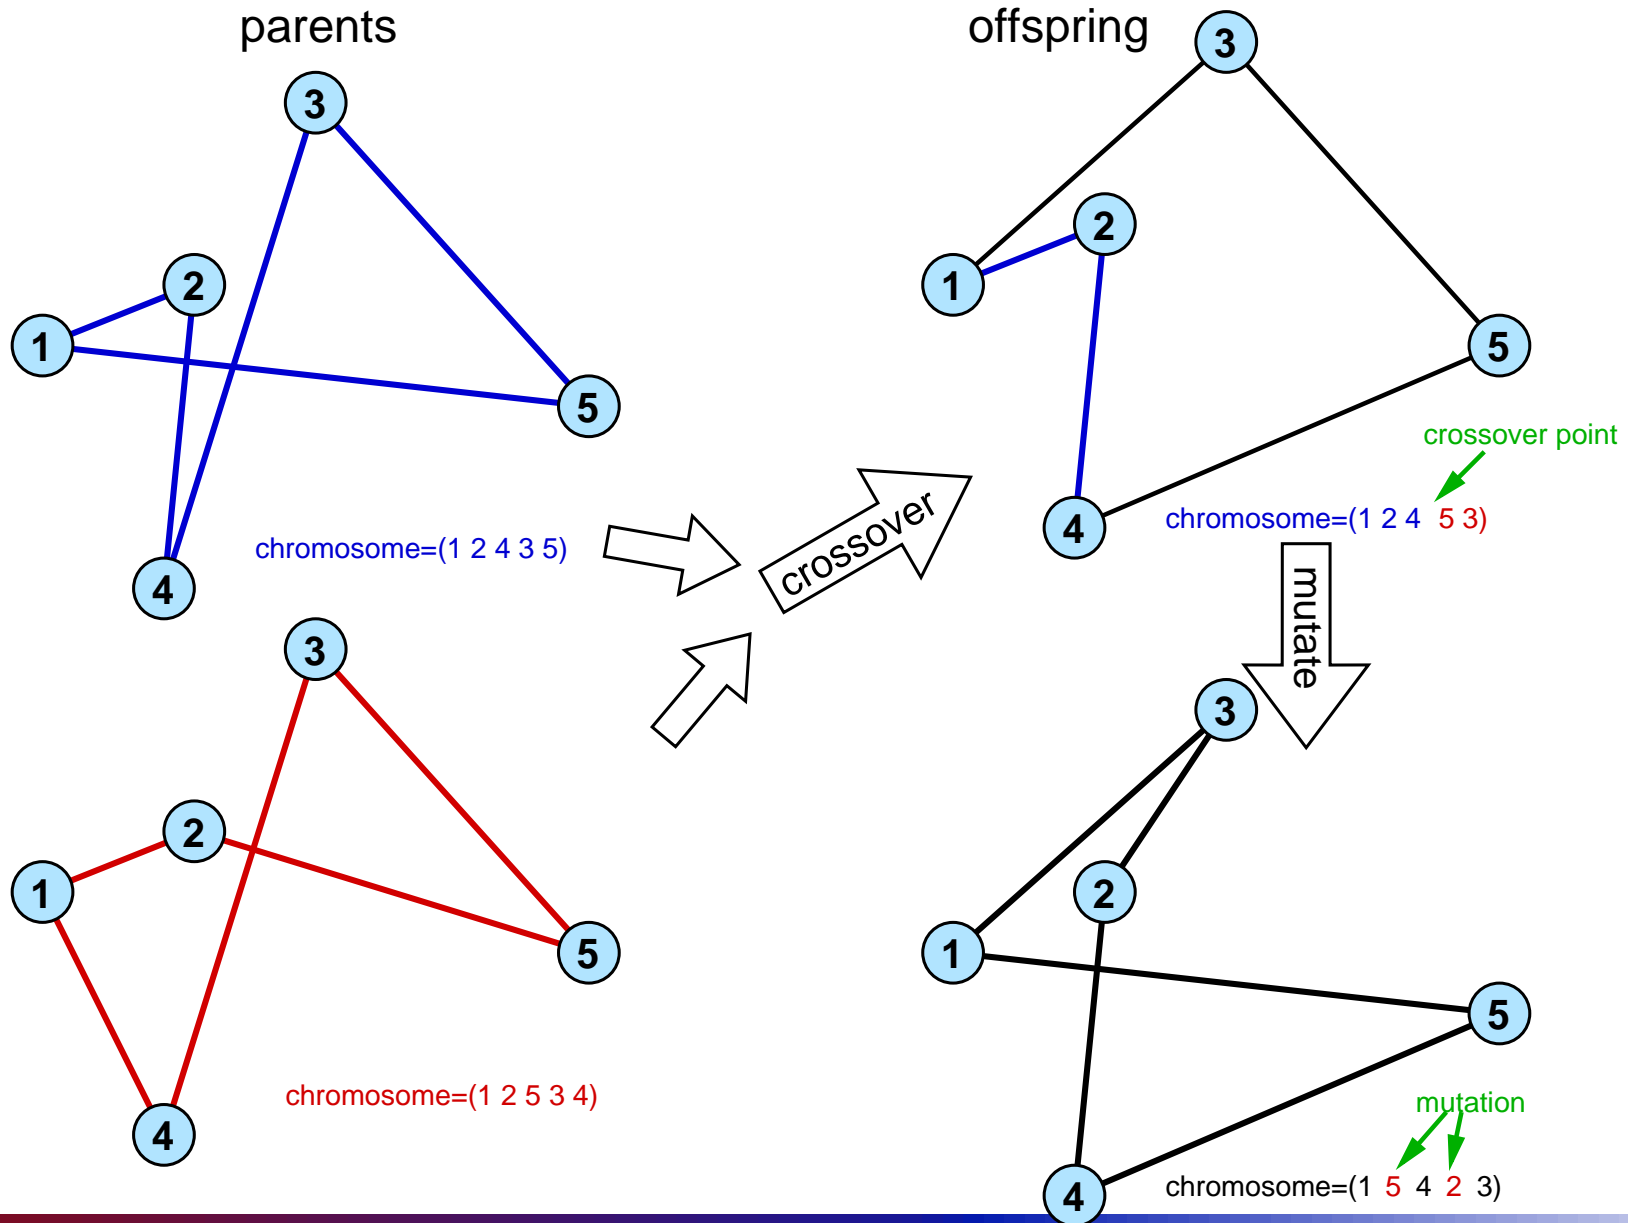 parents
3
2
1
5
4
chromosome=(1 2 4 3 5)
3
2
1
5
4
chromosome=(1 2 5 3 4)
crossover
offspring
3
2
1
5
4
crossover point
chromosome=(1 2 4 5 3)
mutate
3
2
1
5
4
mutation
chromosome=(1 5 4 2 3)